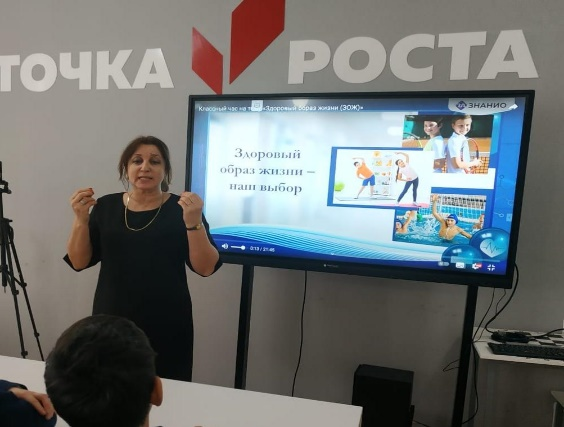 ТОЧКА РОСТА
Классный час на тему «Здоровый образ жизни (ЗОЖ)»
ЗНАНИО
Здоровый
образ жизни –
наш выбор